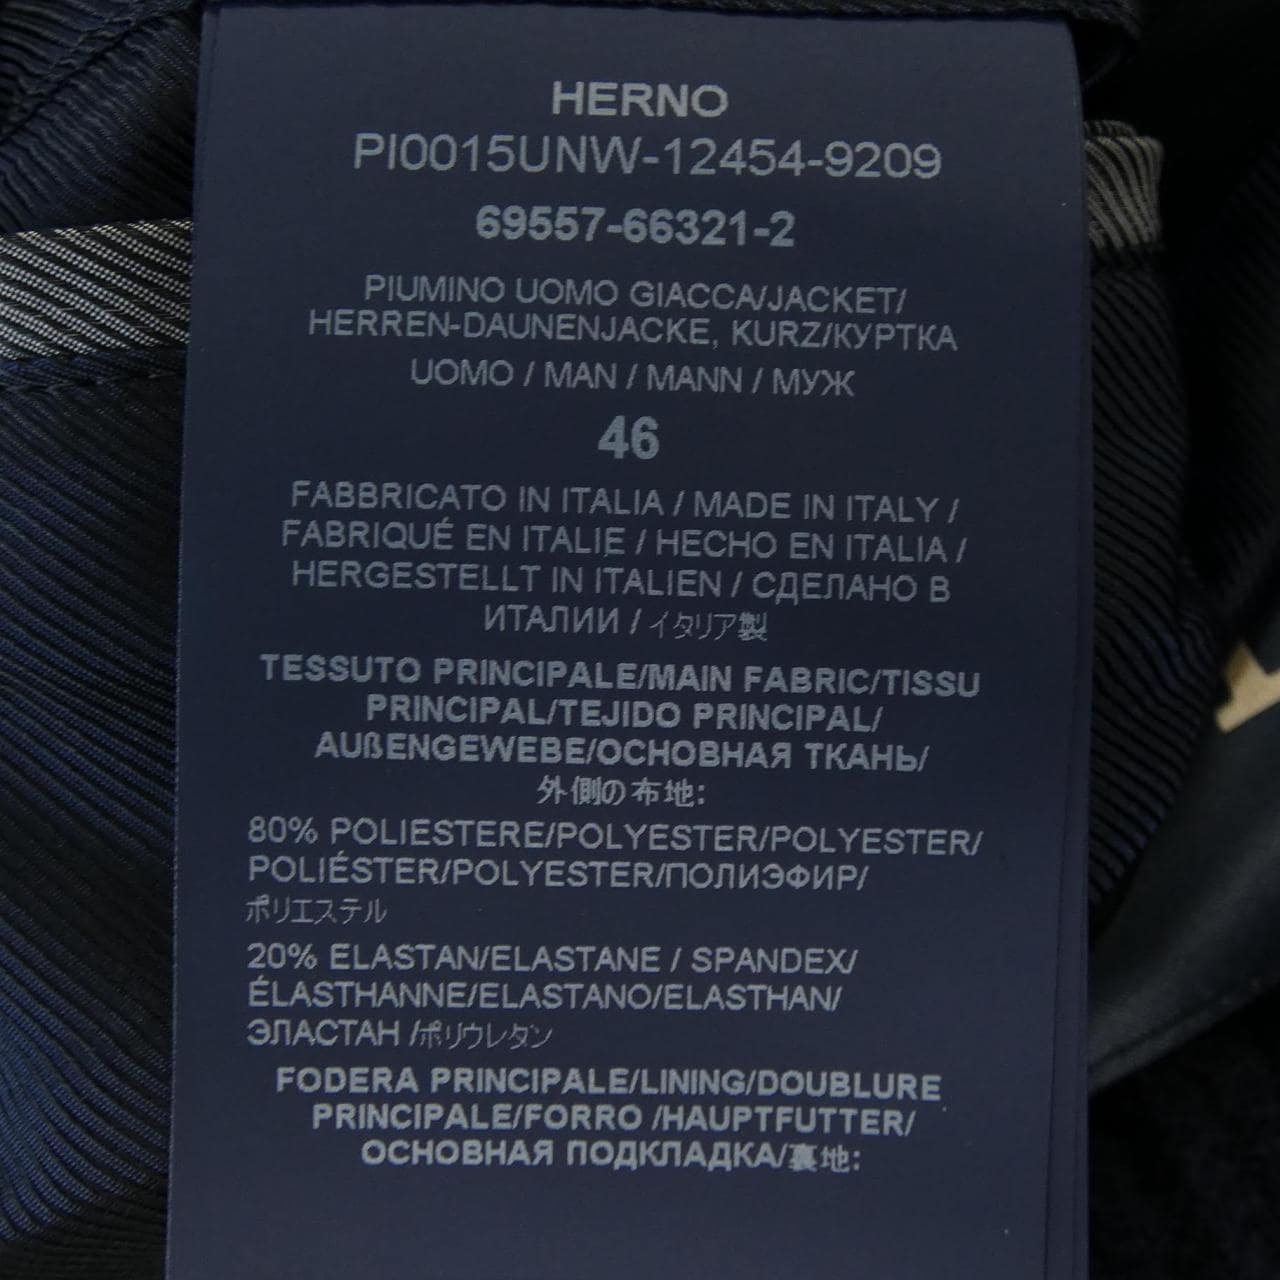 HERNO
PI0015UNW-12454-9209
69557-66321-2
PIUMINO UOMO GIACCA/JACKET/
HERREN-DAUNENJACKE, KURZ/КУРТКА
UOMO / MAN / MANN / МУЖ
46
FABBRICATO IN ITALIA / MADE IN ITALY /
FABRIQUÉ EN ITALIE / HECHO EN ITALIA /
HERGESTELLT IN ITALIEN / СДЕЛАНО В
ИТАЛИИ / イタリア製
TESSUTO PRINCIPALE/MAIN FABRIC/TISSU
PRINCIPAL/TEJIDO PRINCIPAL/
AUßENGEWEBE/ОСНОВНАЯ ТКАНЬ/
外側の布地:
80% POLIESTERE/POLYESTER/POLYESTER/
POLIÉSTER/POLYESTER/ПОЛИЭФИР/
ポリエステル
20% ELASTAN/ELASTANE / SPANDEX/
ÉLASTHANNE/ELASTANO/ELASTHAN/
ЭЛАСТАН /ポリウレタン
FODERA PRINCIPALE/LINING/DOUBLURE
PRINCIPALE/FORRO /HAUPTFUTTER/
ОСНОВНАЯ ПОДКЛАДКА/裏地: